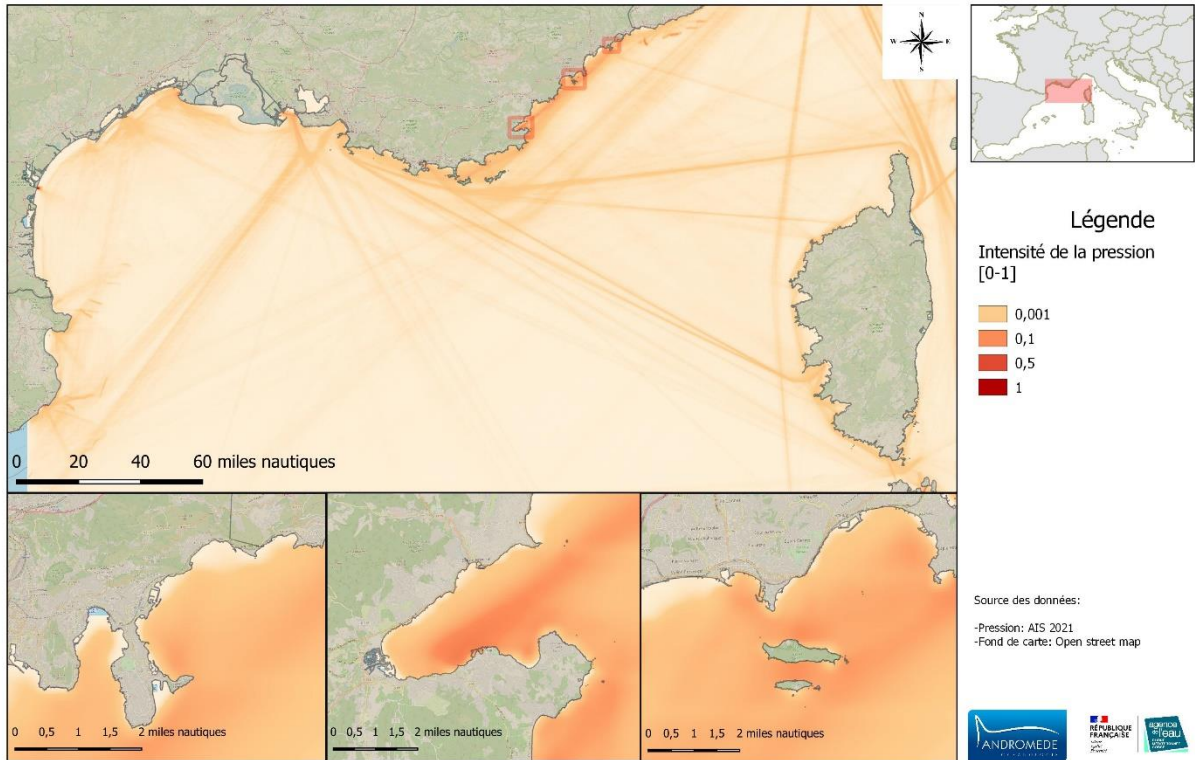 N
W E
S
0 20 40 60 miles nautiques
0 0,5 1 1,5 2 miles nautiques
0 0,5 1 1,5 2 miles nautiques
0 0,5 1 1,5 2 miles nautiques
Légende
Intensité de la pression
[0-1]
0,001
0,1
0,5
1
Source des données:
-Pression: AIS 2021
-Fond de carte: Open street map
ANDROMEDE
RÉPUBLIQUE
FRANÇAISE
Liberté
Égalité
Fraternité
agence
de l'eau